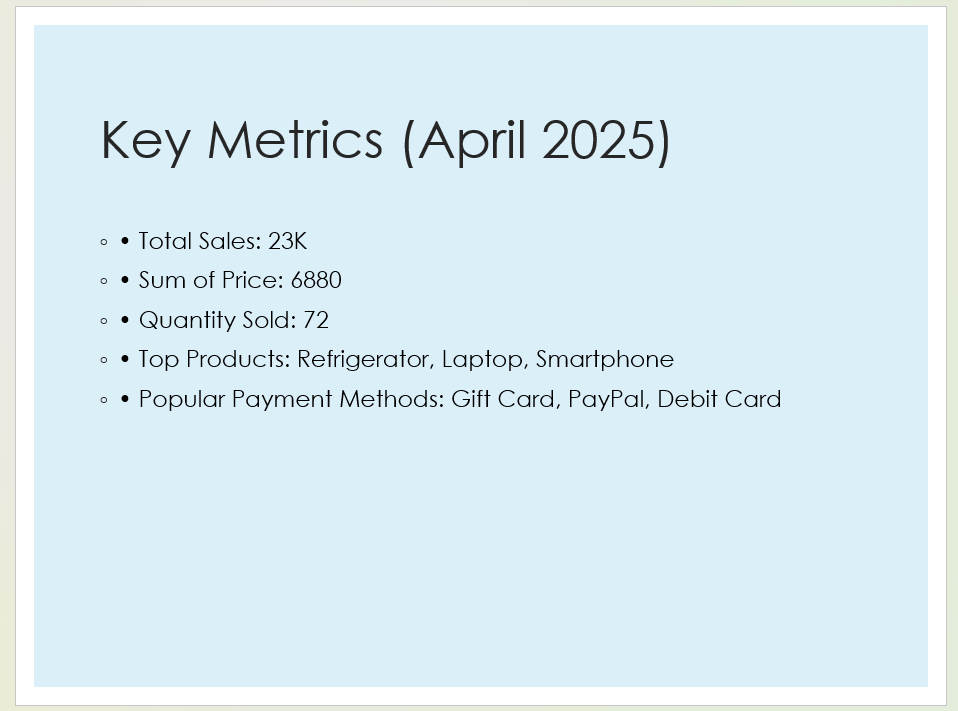 Key Metrics (April 2025)
◦ • Total Sales: 23K
◦ • Sum of Price: 6880
◦ • Quantity Sold: 72
◦ • Top Products: Refrigerator, Laptop, Smartphone
◦ • Popular Payment Methods: Gift Card, PayPal, Debit Card